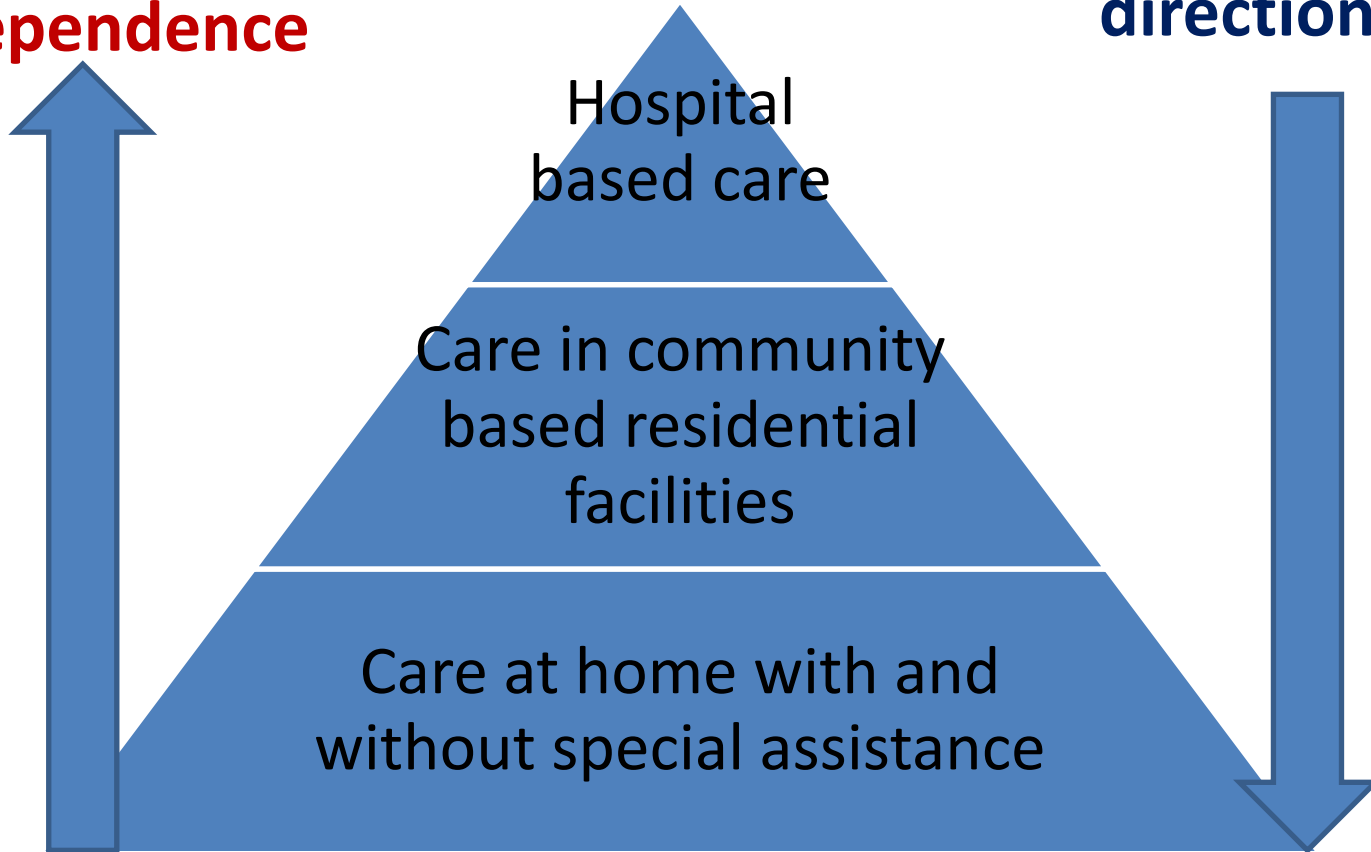 ependence
direction
Hospital
based care
Care in community
based residential
facilities
Care at home with and
without special assistance